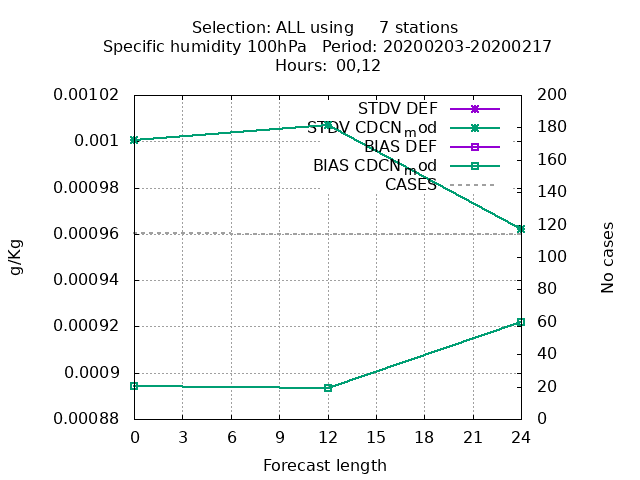 Selection: ALL using     7 stations
Specific humidity 100hPa   Period: 20200203-20200217
Hours: 00,12
0.00102
0.001
0.00098
0.00096
0.00094
0.00092
0.0009
0.00088
g/Kg
STDV DEF
STDV CDCNmod
BIAS DEF
BIAS CDCNmod
CASES
200
180
160
140
120
100
80
60
40
20
0
No cases
0 3 6 9 12 15 18 21 24
Forecast length